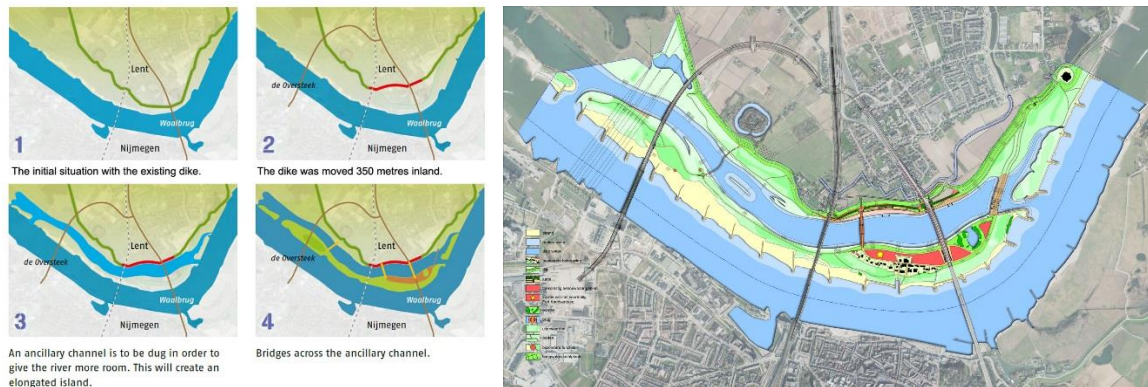 Lent
Waalbrug
Nijmegen
1
The initial situation with the existing dike.
Lent
de Oversteek
Waalbrug
Nijmegen
2
The dike was moved 350 metres inland.
Lent
de Oversteek
Waalbrug
Nijmegen
3
An ancillary channel is to be dug in order to
give the river more room. This will create an
elongated island.
Lent
de Oversteek
Waalbrug
Nijmegen
4
Bridges across the ancillary channel.